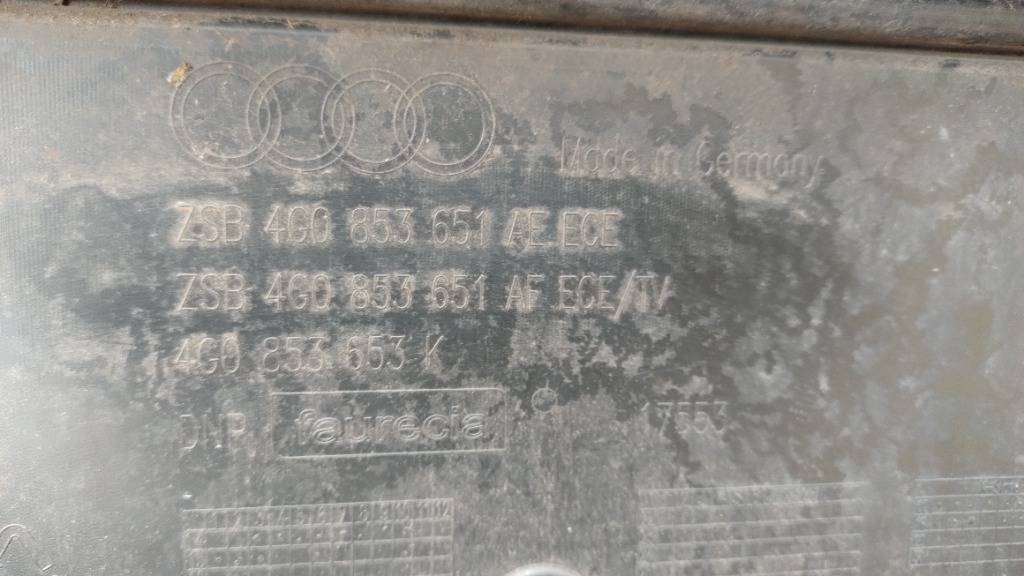 Made in Germany
ZSB 4G0 853 651 AE ECE
ZSB 4G0 853 651 AF ECE/TV
4G0 853 653 K
faurecia 17553